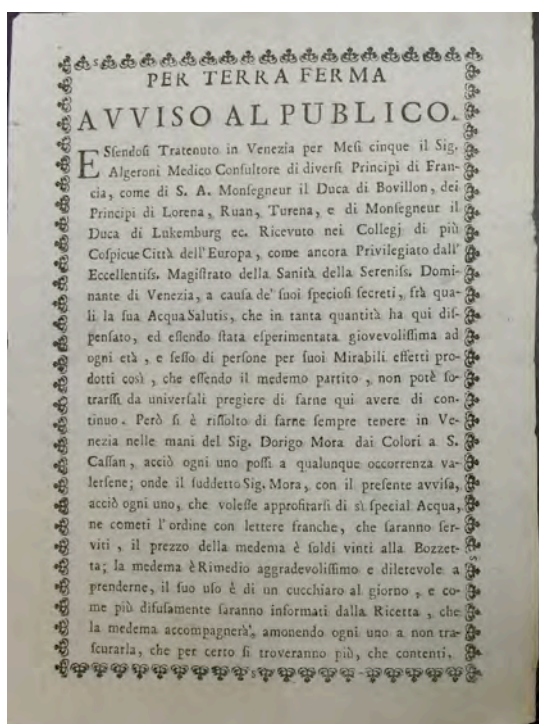 PER TERRA FERMA
AVVISO AL PUBLICO.
ESſendoſi Tratenuto in Venezia per Meſi cinque il Sig.
Algeroni Medico Conſultore di diverſi Principi di Fran-
cia, come di S. A. Monſegneur il Duca di Bovillon, dei
Principi di Lorena, Ruan, Turena, e di Monſegneur il
Duca di Lukemburg ec. Ricevuto nei Collegj di più
Coſpicue Città dell'Europa, come ancora Privilegiato dall'
Eccellentiſs. Magiſtrato della Sanità della Sereniſs. Domi-
nante di Venezia, a cauſa de' ſuoi ſpecioſi ſecreti, frà qua-
li la ſua Acqua Salutis, che in tanta quantità ha qui diſ-
penſato, ed eſſendo ſtata eſperimentata giovevoliſſima ad
ogni età, e ſeſſo di perſone per ſuoi Mirabili effetti pro-
dotti così, che eſſendo il medemo partito, non potè ſo-
trarſi da univerſali pregiere di farne qui avere di con-
tinuo. Però ſi è riſſolto di farne ſempre tenere in Ve-
nezia nelle mani del Sig. Dorigo Mora dai Colori a S.
Caſſan, acciò ogni uno poſſi a qualunque occorrenza va-
lerſene; onde il ſuddetto Sig. Mora, con il preſente avviſa,
acciò ogni uno, che voleſſe approfitarſi di sì ſpecial Acqua,
ne cometi l'ordine con lettere franche, che ſaranno ſer-
viti, il prezzo della medema è ſoldi vinti alla Bozzet-
ta; la medema è Rimedio aggradevoliſſimo e diletevole a
prenderne, il ſuo uſo è di un cucchiaro al giorno, e co-
me più difuſamente ſaranno informati dalla Ricetta, che
la medema accompagnerà, amonendo ogni uno a non tra-
ſcurarla, che per certo ſi troveranno più, che contenti.